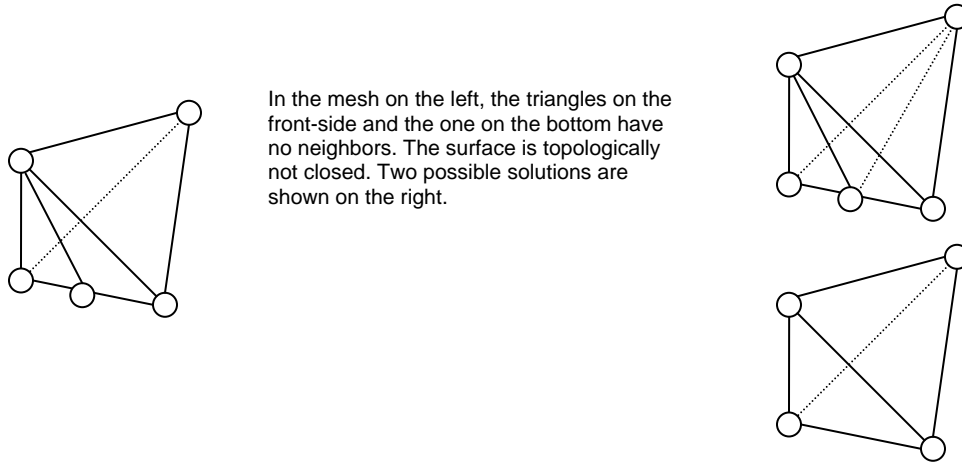 In the mesh on the left, the triangles on the
front-side and the one on the bottom have
no neighbors. The surface is topologically
not closed. Two possible solutions are
shown on the right.